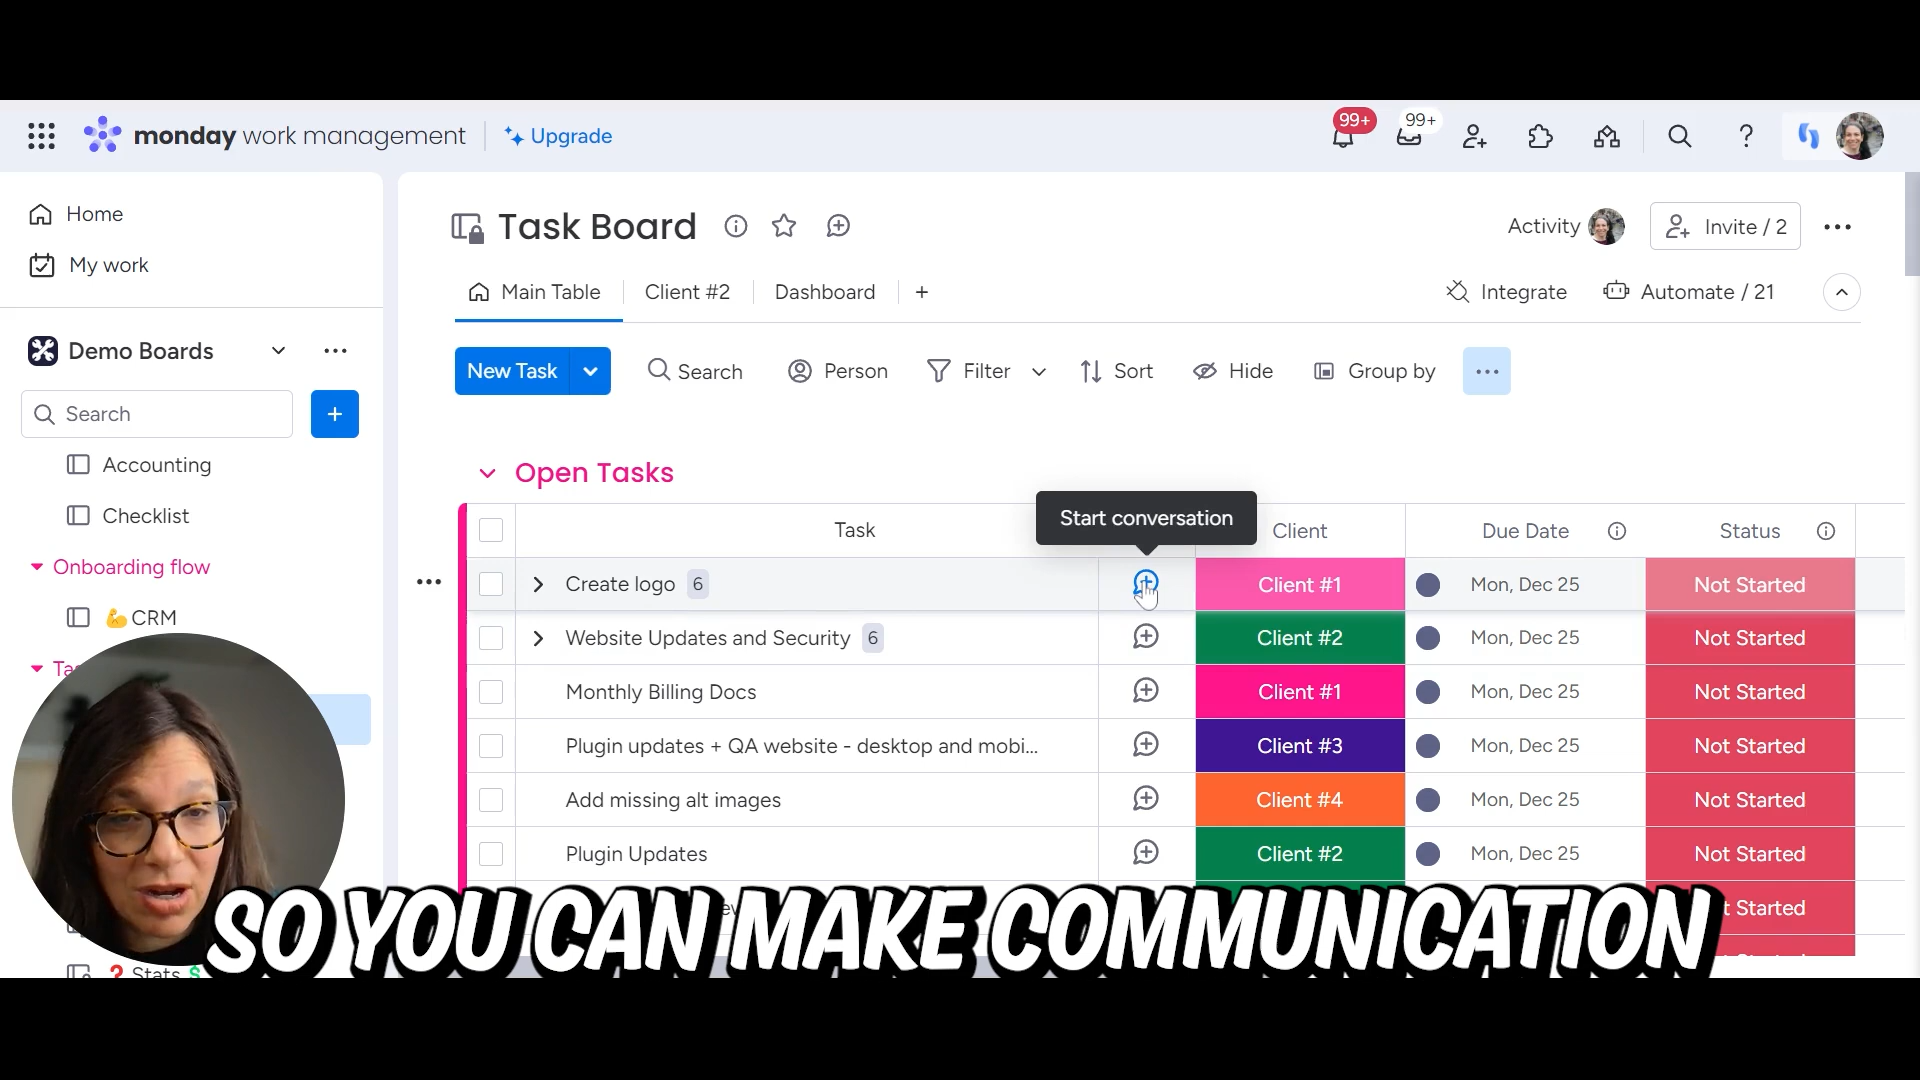 monday work management
Upgrade
99+
99+
Home
My work
Task Board
Activity
Invite / 2
Main Table
Client #2
Dashboard
Integrate
Automate / 21
Demo Boards
New Task
Search
Person
Filter
Sort
Hide
Group by
Search
Accounting
Checklist
Onboarding flow
CRM
Open Tasks
Start conversation
Task
Client
Due Date
Status
Create logo 6
Client #1
Mon, Dec 25
Not Started
Website Updates and Security 6
Client #2
Mon, Dec 25
Not Started
Monthly Billing Docs
Client #1
Mon, Dec 25
Not Started
Plugin updates + QA website - desktop and mobi...
Client #3
Mon, Dec 25
Not Started
Add missing alt images
Client #4
Mon, Dec 25
Not Started
Plugin Updates
Client #2
Mon, Dec 25
Not Started
Started
Stats
SO YOU CAN MAKE COMMUNICATION